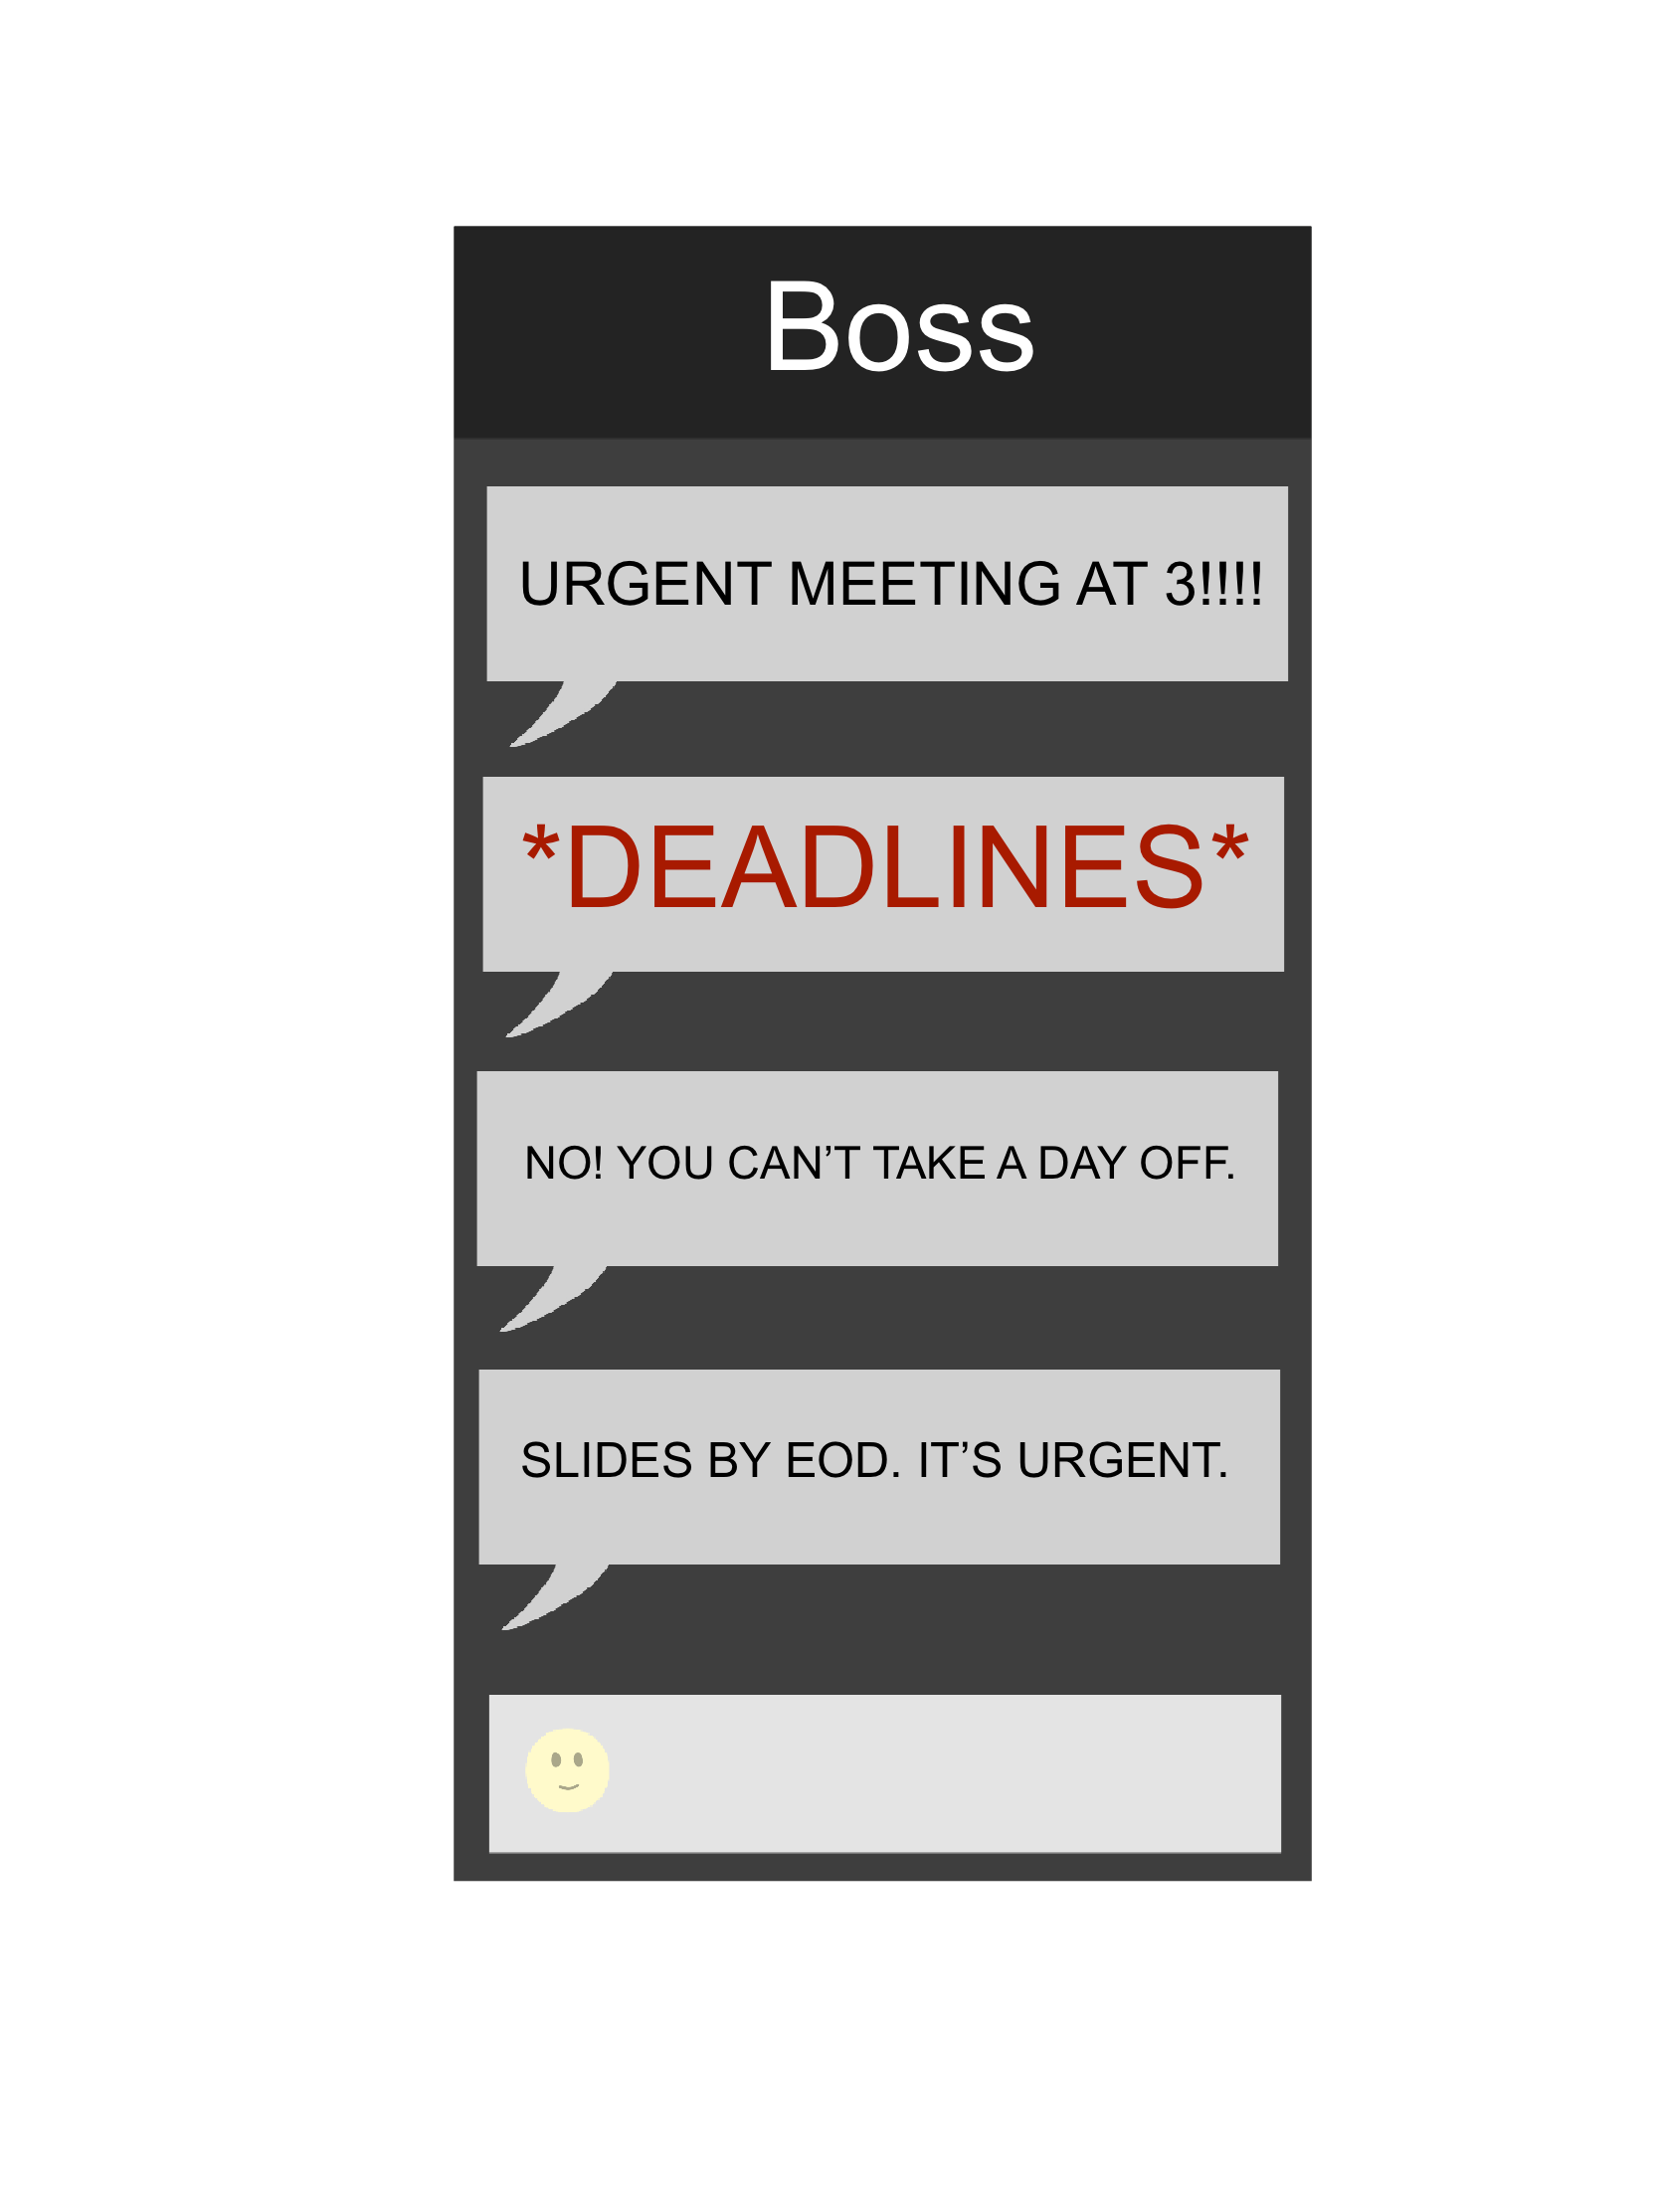 Boss
URGENT MEETING AT 3!!!!
*DEADLINES*
NO! YOU CAN’T TAKE A DAY OFF.
SLIDES BY EOD. IT’S URGENT.